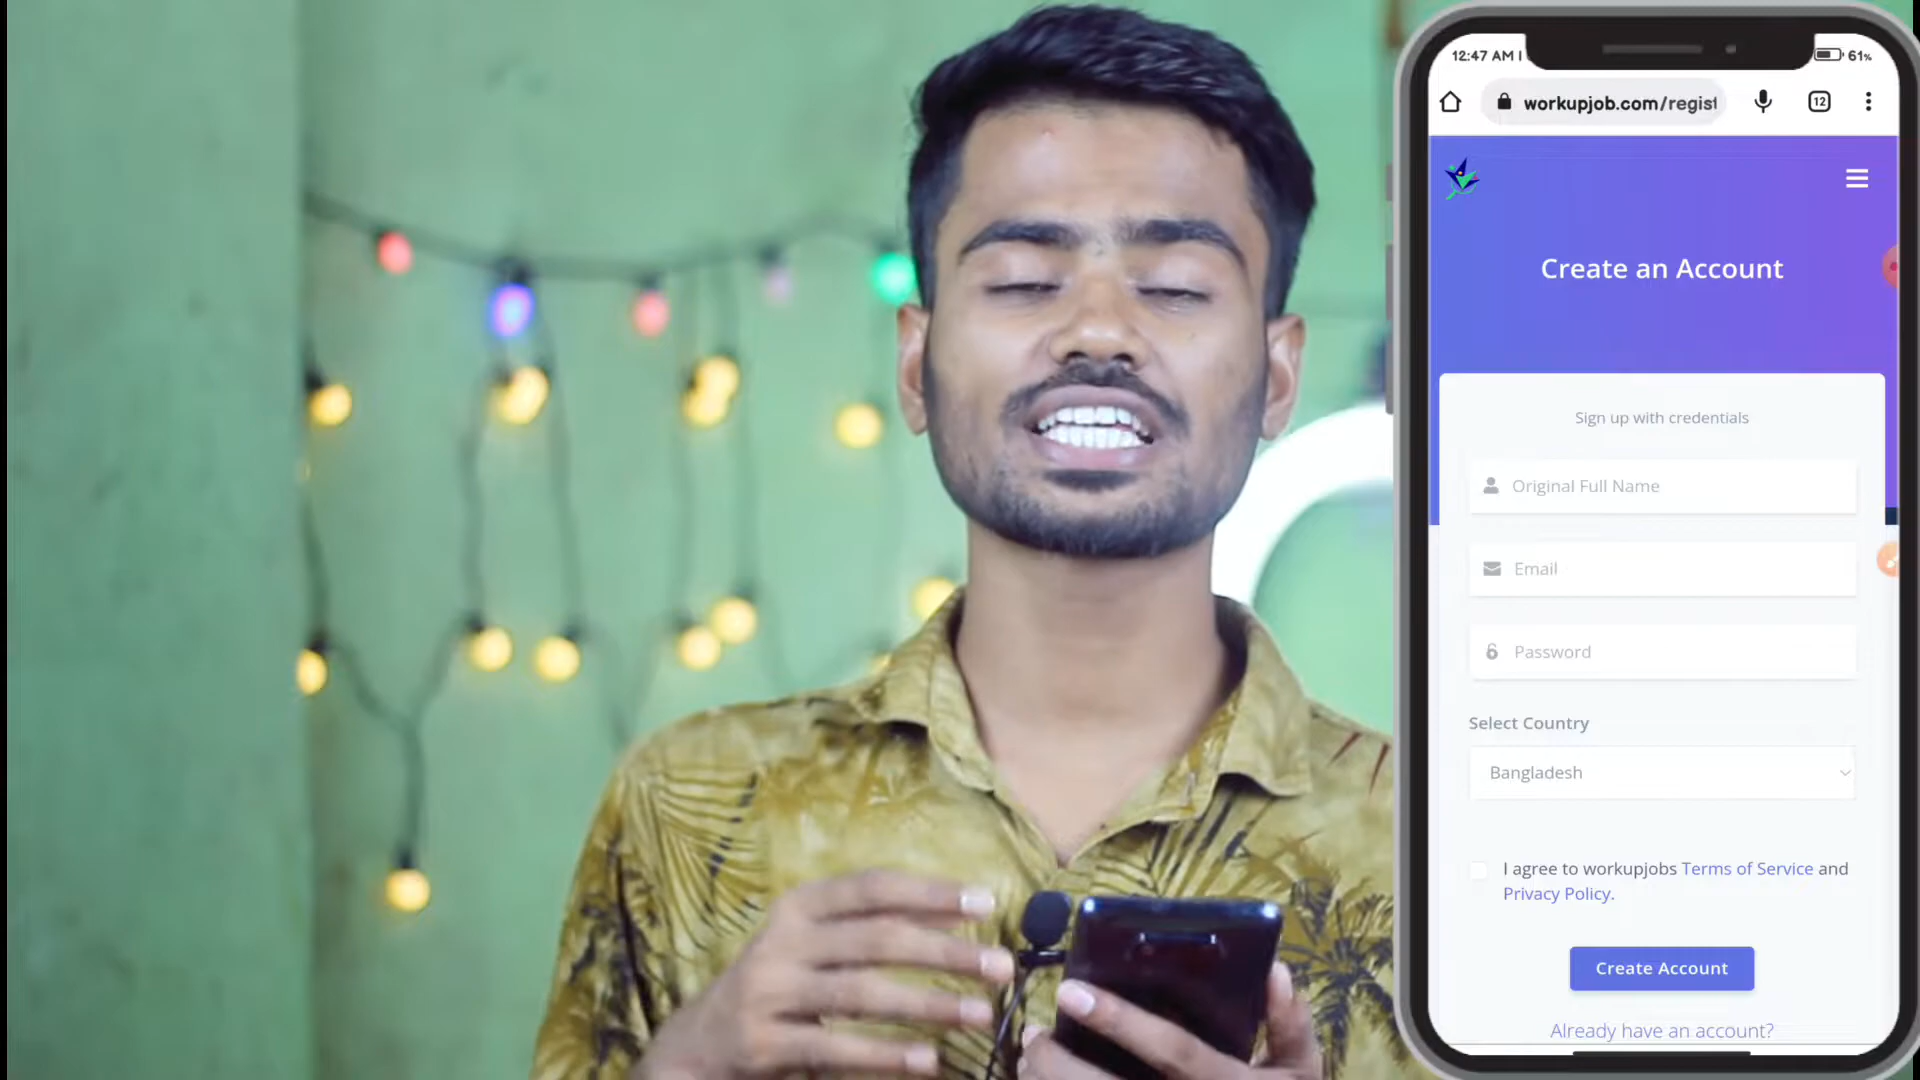 12:47 AM
61%
workupjob.com/regist
12
Create an Account
Sign up with credentials
Original Full Name
Email
Password
Select Country
Bangladesh
I agree to workupjobs Terms of Service and
Privacy Policy.
Create Account
Already have an account?